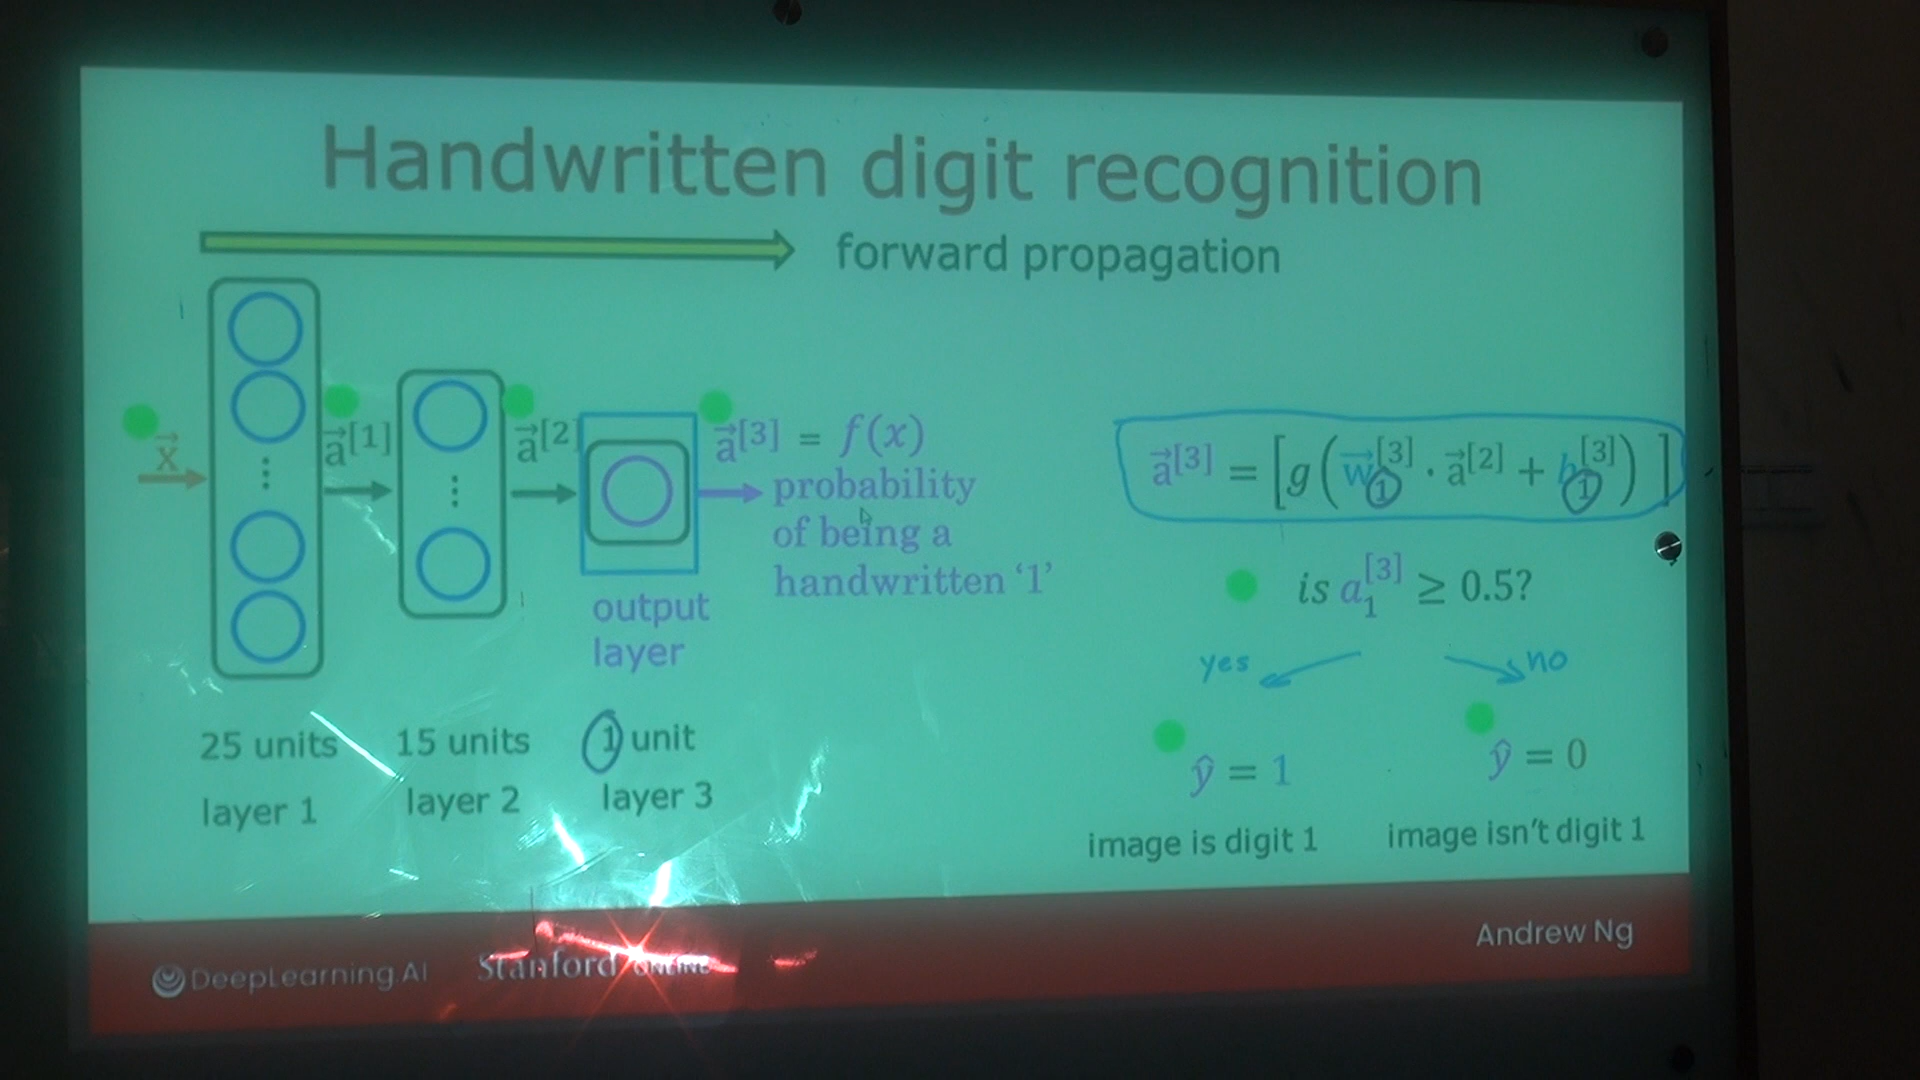 Handwritten digit recognition
forward propagation
x⃗
a⃗[1]
a⃗[2]
a⃗[3] = f(x)
probability
of being a
handwritten ‘1’
output
layer
25 units
layer 1
15 units
layer 2
1 unit
layer 3
a⃗[3] = [g(w⃗1[3] · a⃗[2] + b1[3])]
is a1[3] ≥ 0.5?
yes
no
ŷ = 1
ŷ = 0
image is digit 1
image isn’t digit 1
DeepLearning.AI
Stanford ONLINE
Andrew Ng